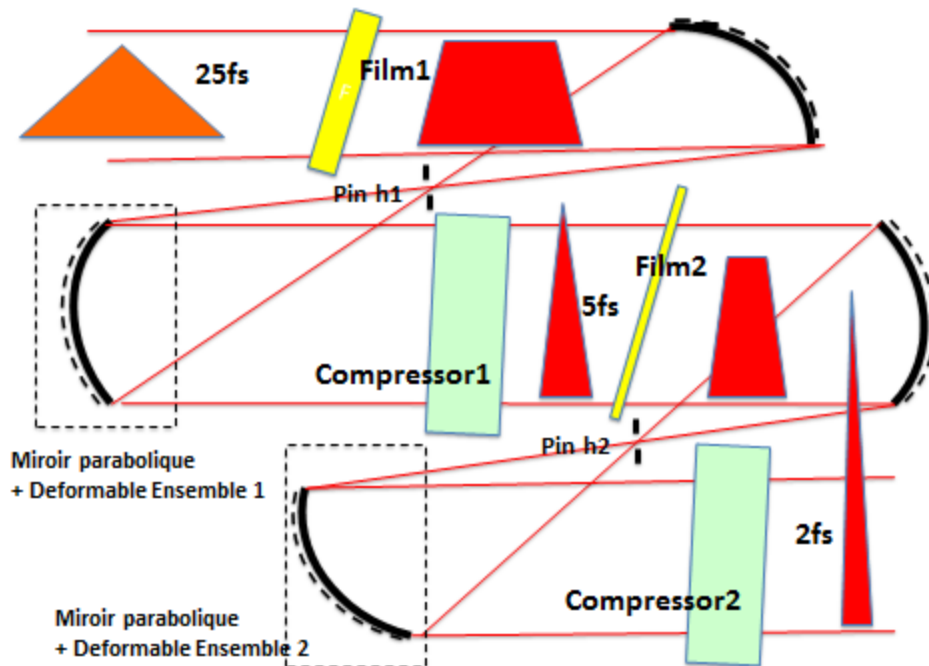 25fs
Film1
F
Pin h1
Film2
5fs
Compressor1
Pin h2
Miroir parabolique
+ Deformable Ensemble 1
2fs
Compressor2
Miroir parabolique
+ Deformable Ensemble 2